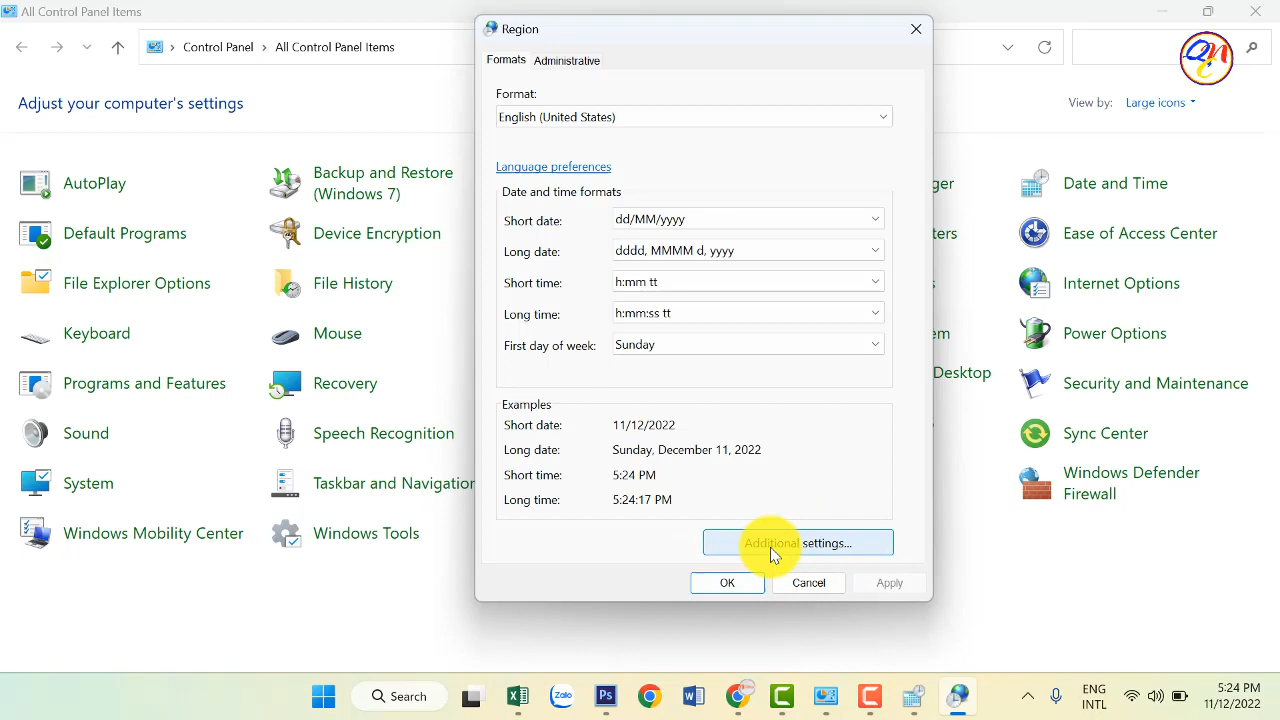 All Control Panel Items
Control Panel
All Control Panel Items
Adjust your computer's settings
View by:
Large icons
AutoPlay
Backup and Restore
(Windows 7)
Date and Time
Default Programs
Device Encryption
Ease of Access Center
File Explorer Options
File History
Internet Options
Keyboard
Mouse
Power Options
Programs and Features
Recovery
Desktop
Security and Maintenance
Sound
Speech Recognition
Sync Center
System
Taskbar and Navigation
Windows Defender
Firewall
Windows Mobility Center
Windows Tools
Region
Formats
Administrative
Format:
English (United States)
Language preferences
Date and time formats
Short date:
dd/MM/yyyy
Long date:
dddd, MMMM d, yyyy
Short time:
h:mm tt
Long time:
h:mm:ss tt
First day of week:
Sunday
Examples
Short date:
11/12/2022
Long date:
Sunday, December 11, 2022
Short time:
5:24 PM
Long time:
5:24:17 PM
Additional settings...
OK
Cancel
Apply
Search
Zalo
Ps
ENG
INTL
5:24 PM
11/12/2022